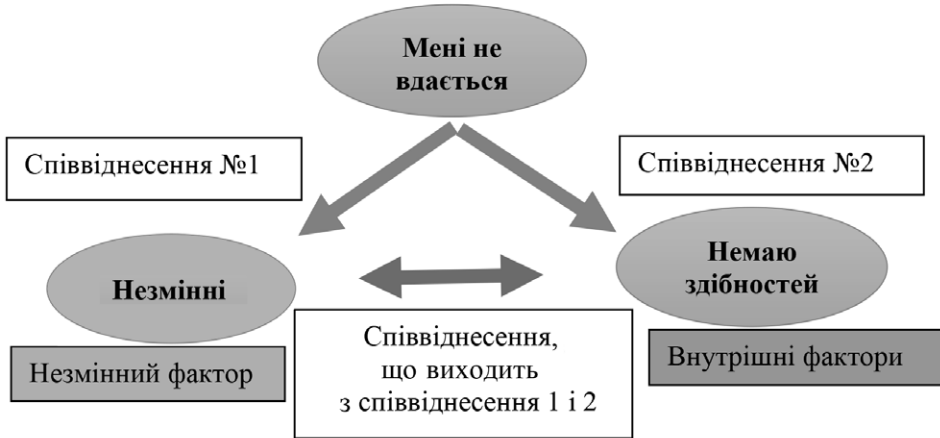 Мені не
вдається
Співвіднесення №1
Співвіднесення №2
Незмінні
Немаю
здібностей
Незмінний фактор
Співвіднесення,
що виходить
з співвіднесення 1 і 2
Внутрішні фактори